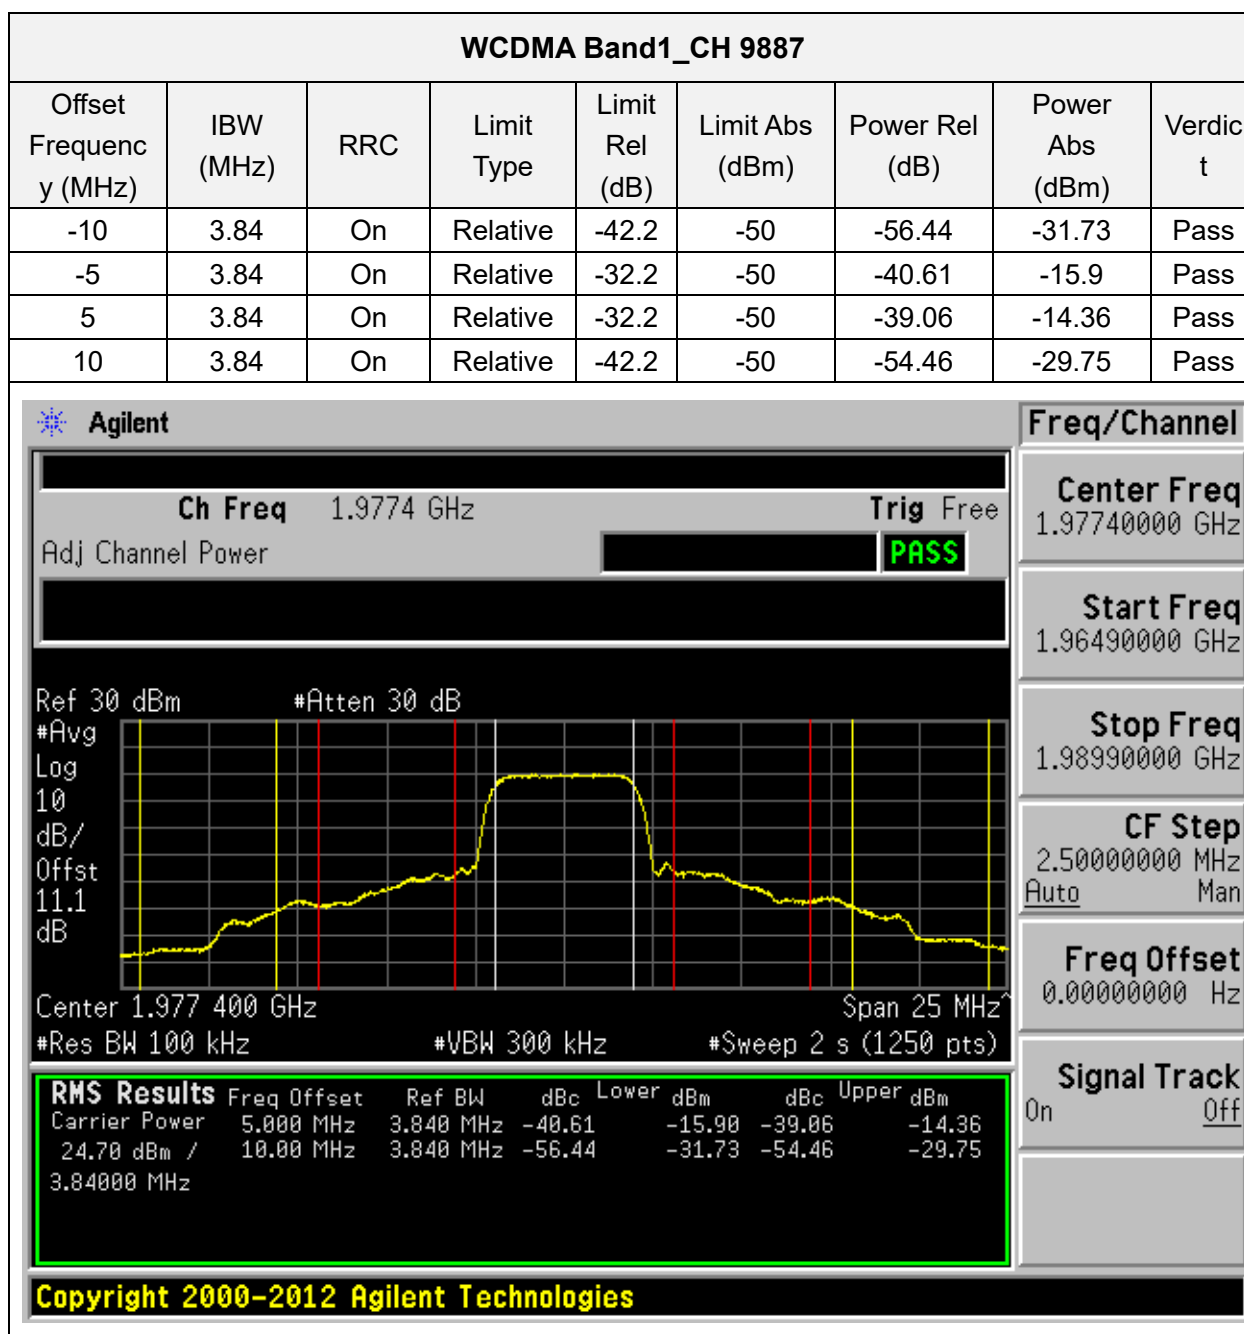 WCDMA Band1_CH 9887
Offset Frequenc y (MHz) IBW (MHz) RRC Limit Type Limit Rel (dB) Limit Abs (dBm) Power Rel (dB) Power Abs (dBm) Verdic t
-10 3.84 On Relative -42.2 -50 -56.44 -31.73 Pass
-5 3.84 On Relative -32.2 -50 -40.61 -15.9 Pass
5 3.84 On Relative -32.2 -50 -39.06 -14.36 Pass
10 3.84 On Relative -42.2 -50 -54.46 -29.75 Pass
Agilent
Ch Freq 1.9774 GHz Trig Free
Adj Channel Power PASS
Ref 30 dBm #Atten 30 dB
#Avg
Log
10
dB/
Offst
11.1
dB
Center 1.977 400 GHz Span 25 MHz^
#Res BW 100 kHz #VBW 300 kHz #Sweep 2 s (1250 pts)
RMS Results Freq Offset Ref BW dBc Lower dBm dBc Upper dBm
Carrier Power 5.000 MHz 3.840 MHz -40.61 -15.90 -39.06 -14.36
24.70 dBm / 10.00 MHz 3.840 MHz -56.44 -31.73 -54.46 -29.75
3.84000 MHz
Freq/Channel
Center Freq
1.97740000 GHz
Start Freq
1.96490000 GHz
Stop Freq
1.98990000 GHz
CF Step
2.50000000 MHz
Auto Man
Freq Offset
0.00000000 Hz
Signal Track
On Off
Copyright 2000-2012 Agilent Technologies